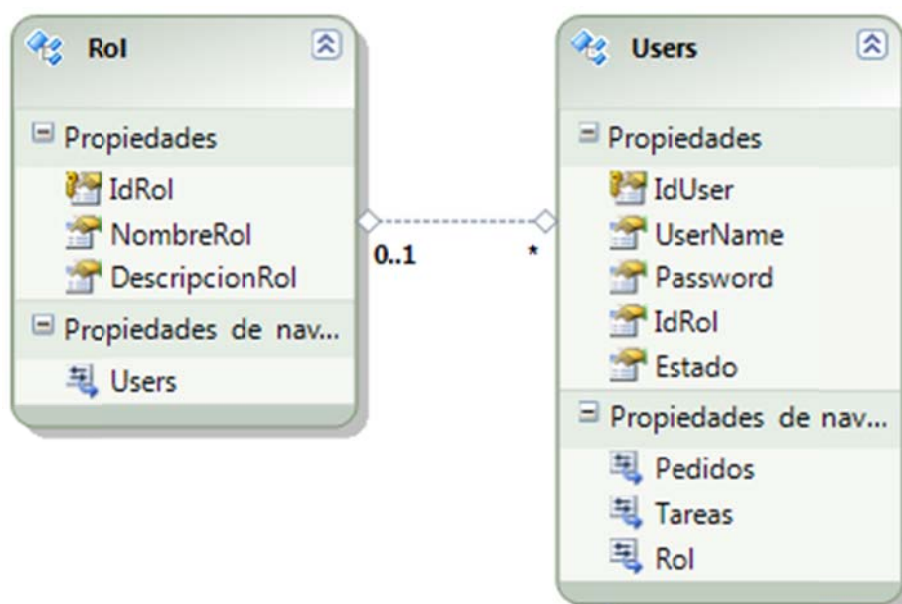 Rol
Propiedades
IdRol
NombreRol
DescripcionRol
Propiedades de nav...
Users
0..1
*
Users
Propiedades
IdUser
UserName
Password
IdRol
Estado
Propiedades de nav...
Pedidos
Tareas
Rol